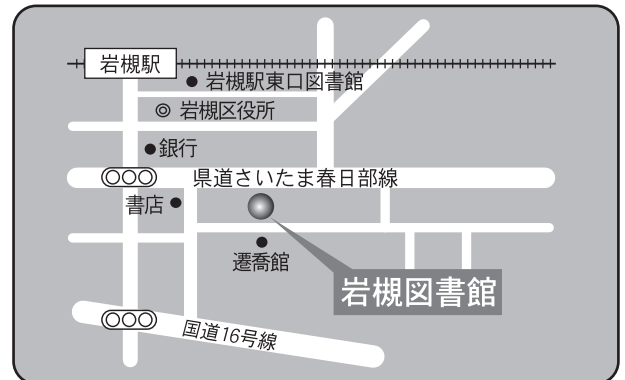 岩槻駅
岩槻駅東口図書館
岩槻区役所
銀行
県道さいたま春日部線
書店
遷喬館
岩槻図書館
国道16号線